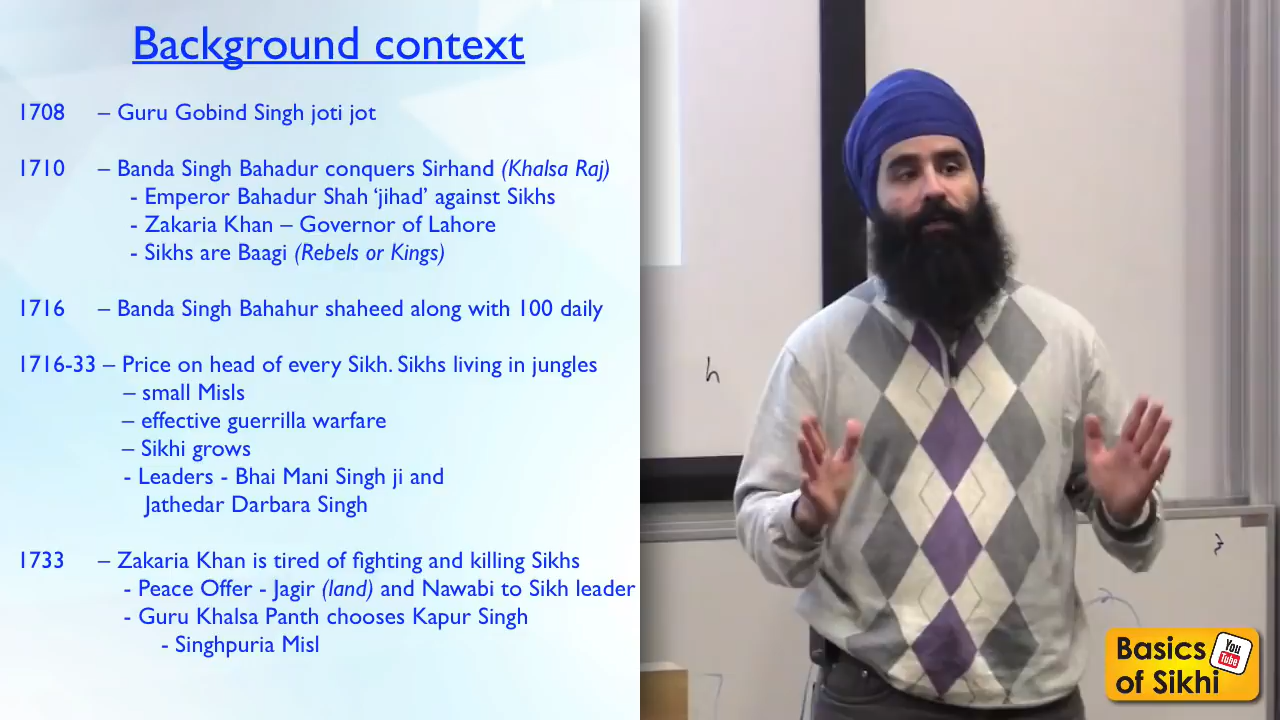 Background context
1708 – Guru Gobind Singh joti jot
1710 – Banda Singh Bahadur conquers Sirhand (Khalsa Raj)
- Emperor Bahadur Shah ‘jihad’ against Sikhs
- Zakaria Khan – Governor of Lahore
- Sikhs are Baagi (Rebels or Kings)
1716 – Banda Singh Bahahur shaheed along with 100 daily
1716-33 – Price on head of every Sikh. Sikhs living in jungles
– small Misls
– effective guerrilla warfare
– Sikhi grows
- Leaders - Bhai Mani Singh ji and
Jathedar Darbara Singh
1733 – Zakaria Khan is tired of fighting and killing Sikhs
- Peace Offer - Jagir (land) and Nawabi to Sikh leader
- Guru Khalsa Panth chooses Kapur Singh
- Singhpuria Misl
h
Basics
of Sikhi
You
Tube